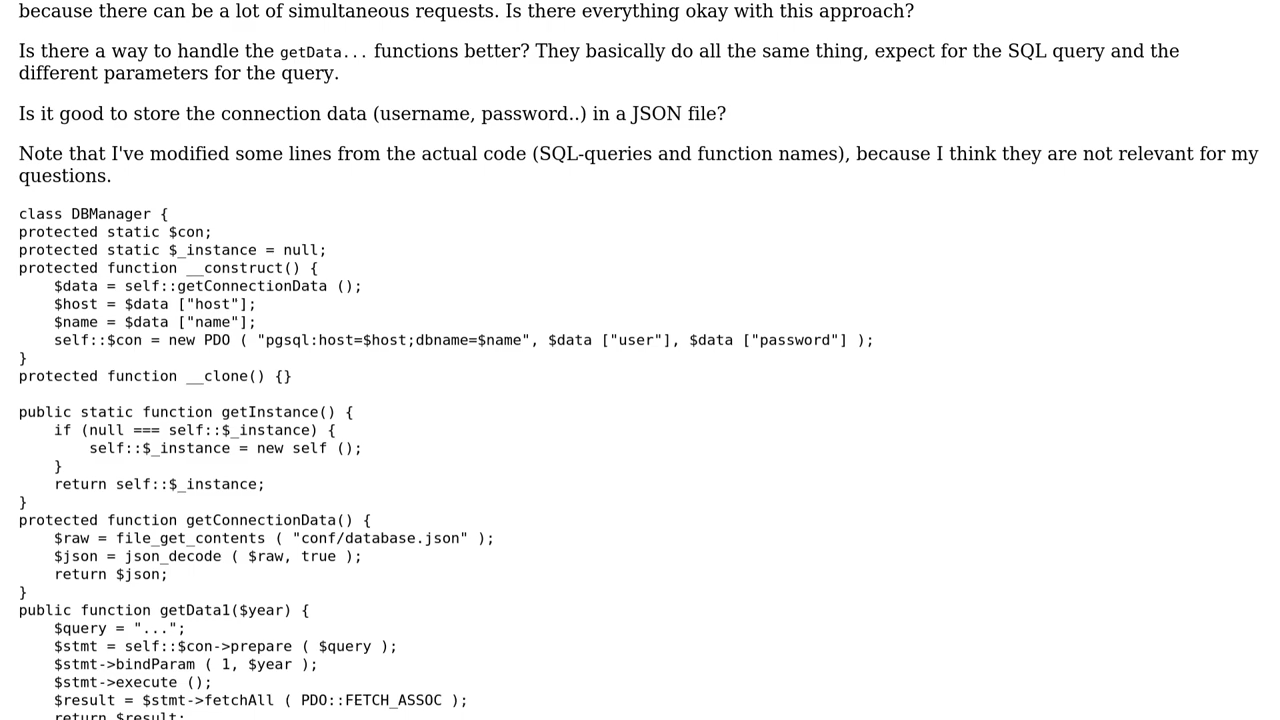 because there can be a lot of simultaneous requests. Is there everything okay with this approach?
Is there a way to handle the getData... functions better? They basically do all the same thing, expect for the SQL query and the
different parameters for the query.
Is it good to store the connection data (username, password..) in a JSON file?
Note that I've modified some lines from the actual code (SQL-queries and function names), because I think they are not relevant for my
questions.
class DBManager {
protected static $con;
protected static $_instance = null;
protected function __construct() {
    $data = self::getConnectionData ();
    $host = $data ["host"];
    $name = $data ["name"];
    self::$con = new PDO ( "pgsql:host=$host;dbname=$name", $data ["user"], $data ["password"] );
}
protected function __clone() {}
public static function getInstance() {
    if (null === self::$_instance) {
        self::$_instance = new self ();
    }
    return self::$_instance;
}
protected function getConnectionData() {
    $raw = file_get_contents ( "conf/database.json" );
    $json = json_decode ( $raw, true );
    return $json;
}
public function getData1($year) {
    $query = "...";
    $stmt = self::$con->prepare ( $query );
    $stmt->bindParam ( 1, $year );
    $stmt->execute ();
    $result = $stmt->fetchAll ( PDO::FETCH_ASSOC );
    return $result;